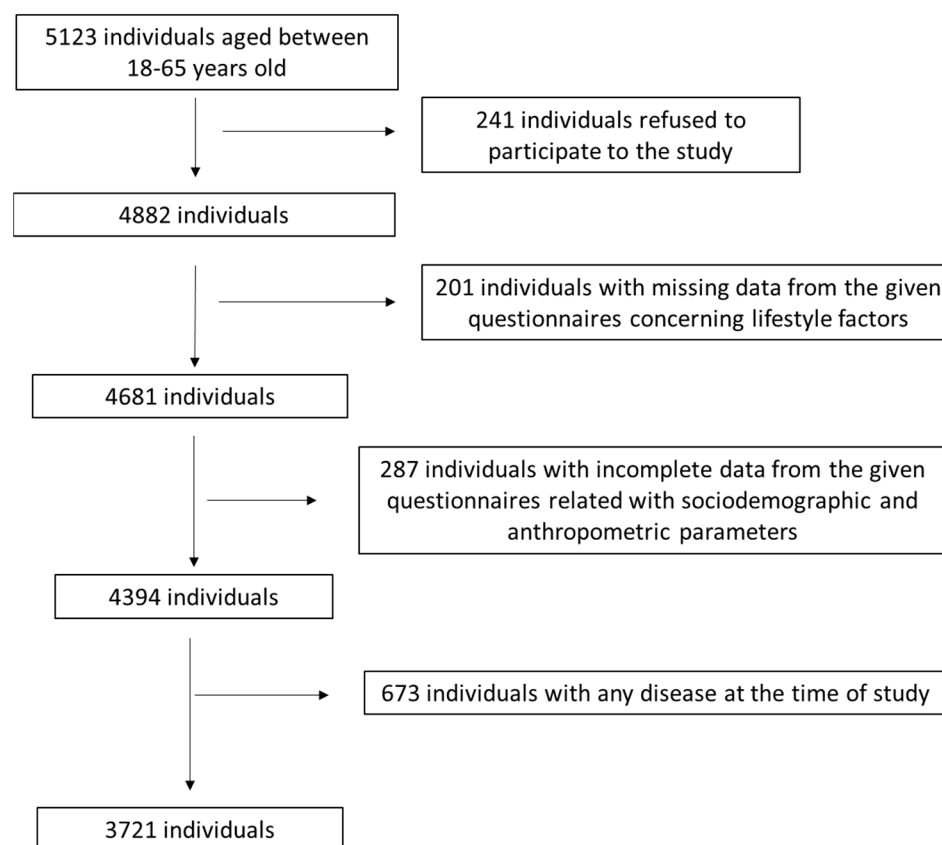 5123 individuals aged between
18-65 years old
241 individuals refused to
participate to the study
4882 individuals
201 individuals with missing data from the given
questionnaires concerning lifestyle factors
4681 individuals
287 individuals with incomplete data from the given
questionnaires related with sociodemographic and
anthropometric parameters
4394 individuals
673 individuals with any disease at the time of study
3721 individuals